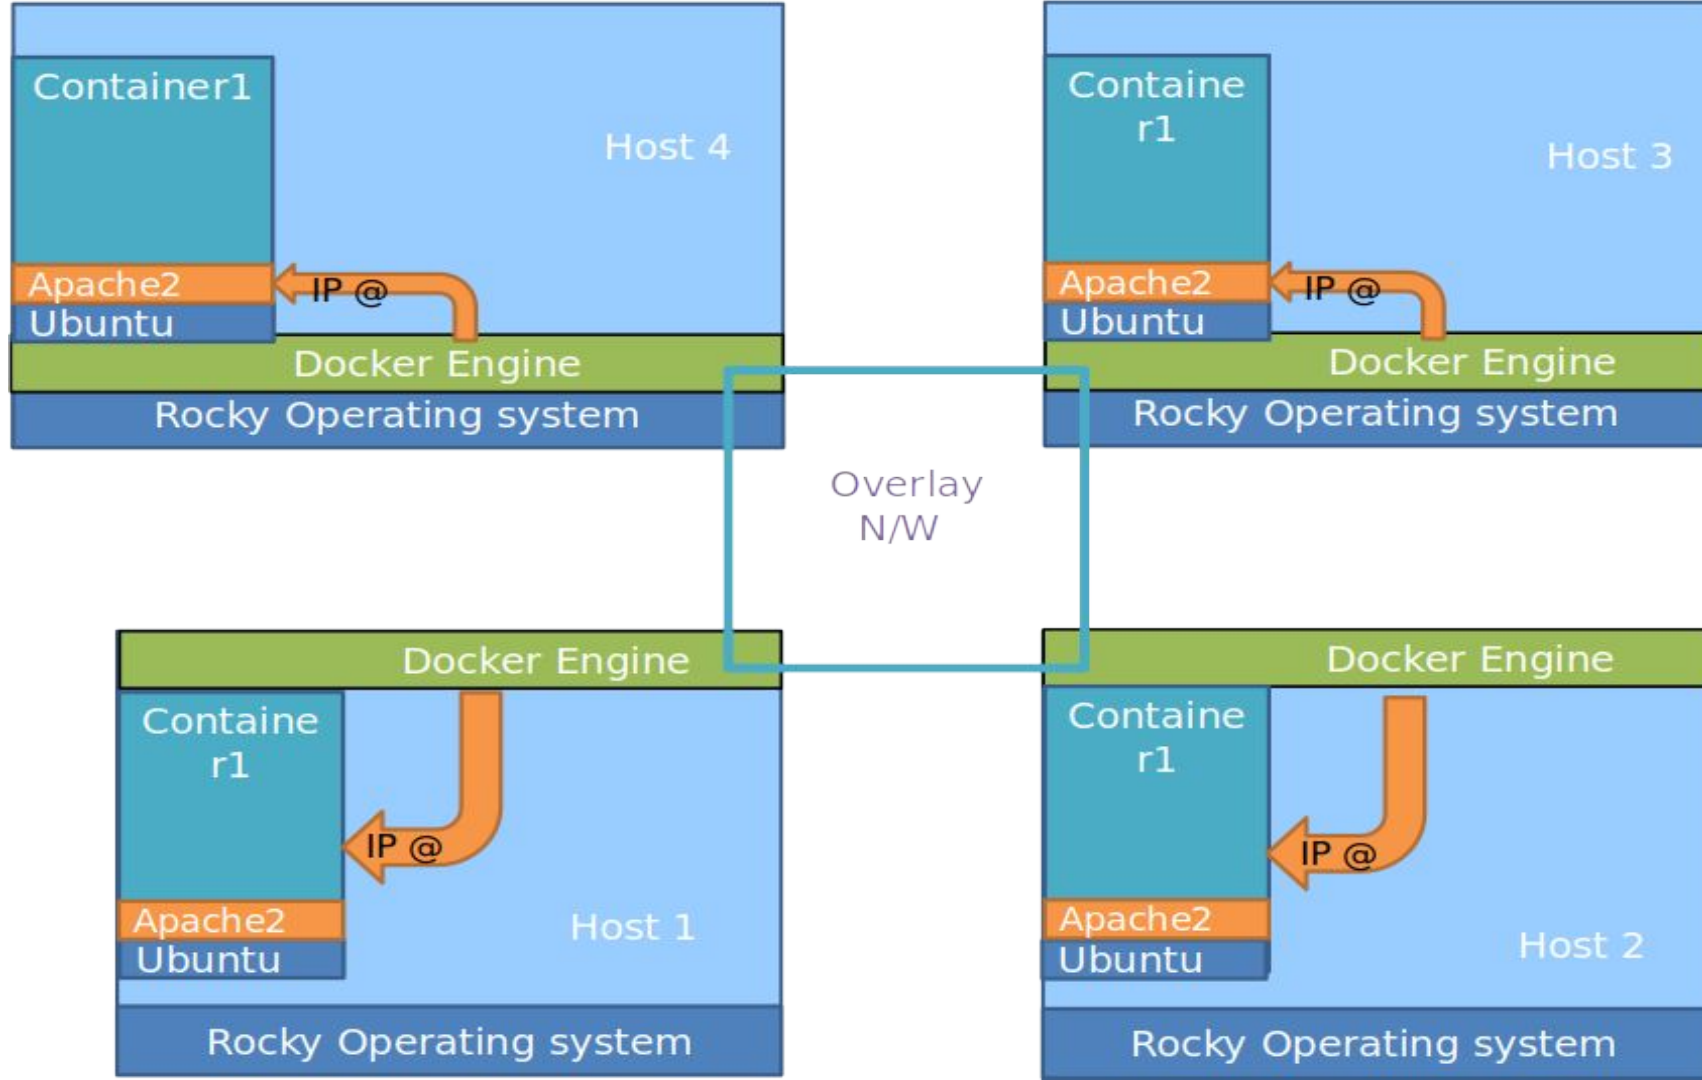 Container1
Host 4
Apache2
IP @
Ubuntu
Docker Engine
Rocky Operating system
Containe
r1
Host 3
Apache2
IP @
Ubuntu
Docker Engine
Rocky Operating system
Overlay
N/W
Docker Engine
Containe
r1
IP @
Apache2
Host 1
Ubuntu
Rocky Operating system
Docker Engine
Containe
r1
IP @
Apache2
Host 2
Ubuntu
Rocky Operating system